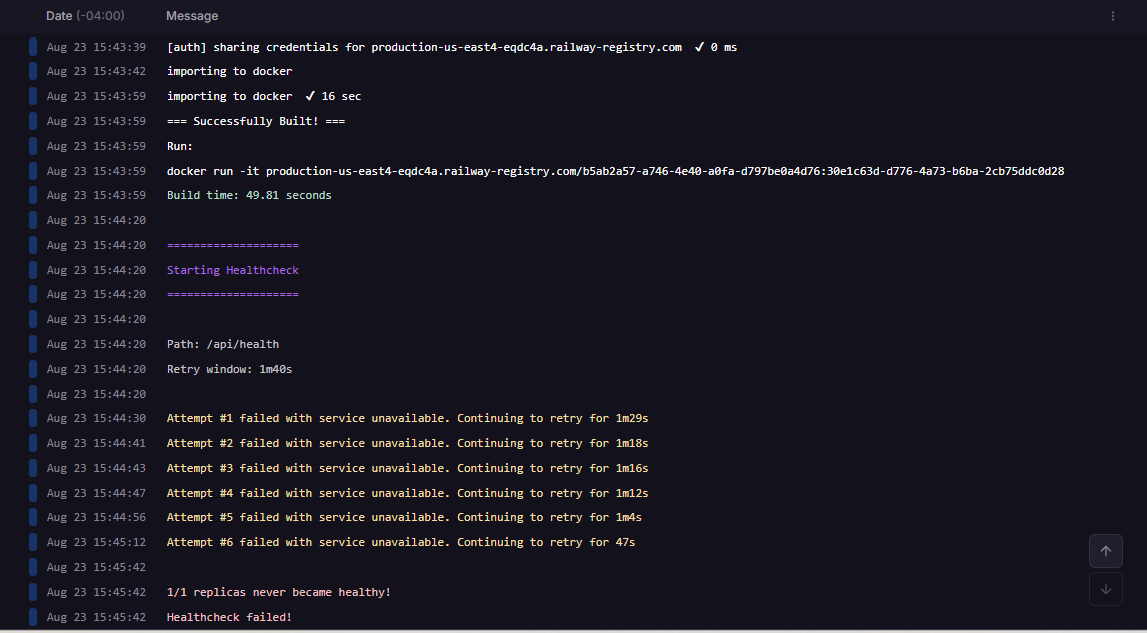 Date (-04:00) Message
Aug 23 15:43:39 [auth] sharing credentials for production-us-east4-eqdc4a.railway-registry.com ✓ 0 ms
Aug 23 15:43:42 importing to docker
Aug 23 15:43:59 importing to docker ✓ 16 sec
Aug 23 15:43:59 === Successfully Built! ===
Aug 23 15:43:59 Run:
Aug 23 15:43:59 docker run -it production-us-east4-eqdc4a.railway-registry.com/b5ab2a57-a746-4e40-a0fa-d797be0a4d76:30e1c63d-d776-4a73-b6ba-2cb75ddc0d28
Aug 23 15:43:59 Build time: 49.81 seconds
Aug 23 15:44:20
Aug 23 15:44:20 ====================
Aug 23 15:44:20 Starting Healthcheck
Aug 23 15:44:20 ====================
Aug 23 15:44:20
Aug 23 15:44:20 Path: /api/health
Aug 23 15:44:20 Retry window: 1m40s
Aug 23 15:44:20
Aug 23 15:44:30 Attempt #1 failed with service unavailable. Continuing to retry for 1m29s
Aug 23 15:44:41 Attempt #2 failed with service unavailable. Continuing to retry for 1m18s
Aug 23 15:44:43 Attempt #3 failed with service unavailable. Continuing to retry for 1m16s
Aug 23 15:44:47 Attempt #4 failed with service unavailable. Continuing to retry for 1m12s
Aug 23 15:44:56 Attempt #5 failed with service unavailable. Continuing to retry for 1m4s
Aug 23 15:45:12 Attempt #6 failed with service unavailable. Continuing to retry for 47s
Aug 23 15:45:42
Aug 23 15:45:42 1/1 replicas never became healthy!
Aug 23 15:45:42 Healthcheck failed!